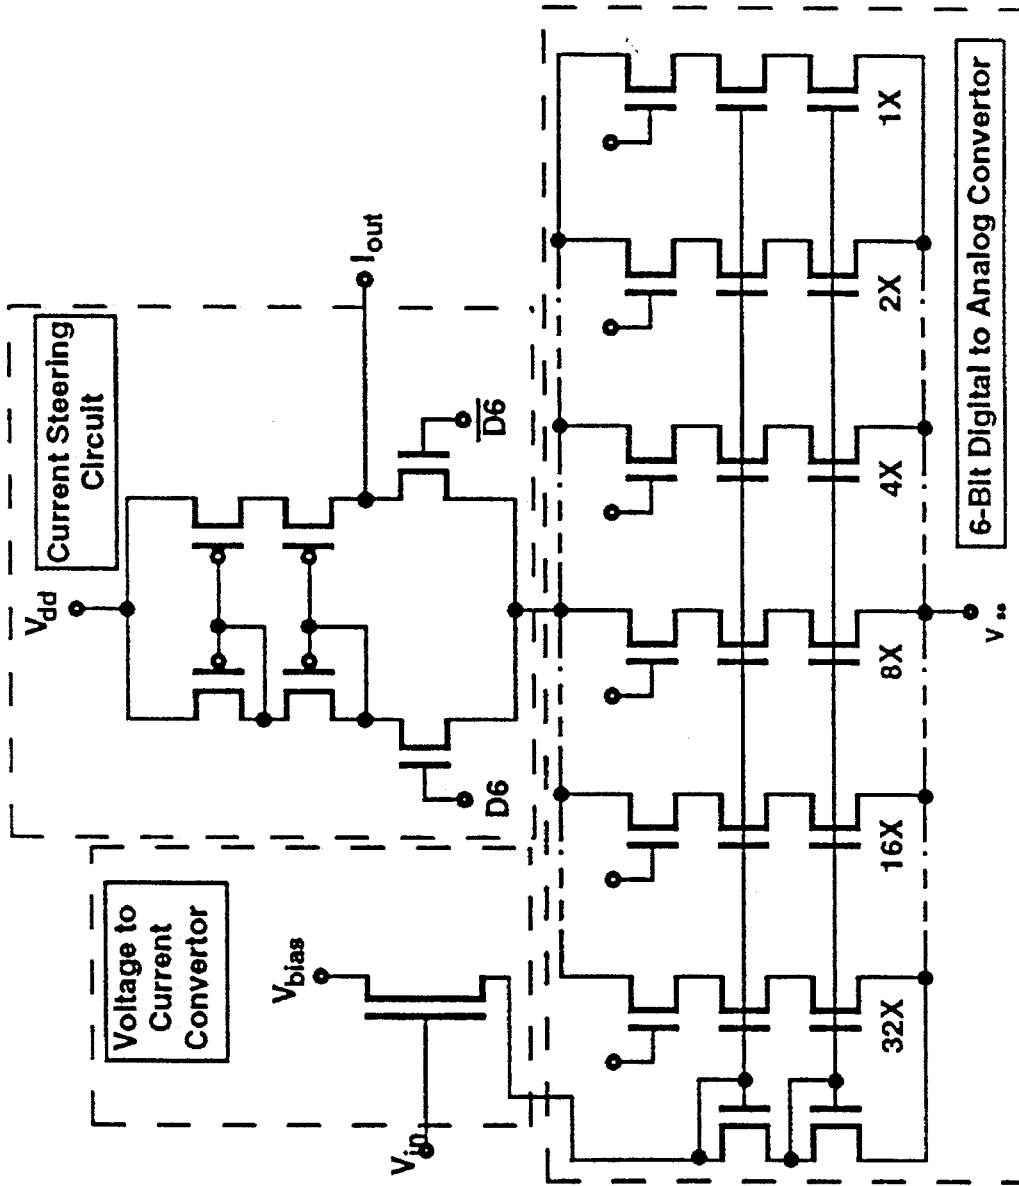 Voltage to
Current
Convertor
V_bias
V_in
Current Steering
Circuit
V_dd
I_out
D6
D6
32X
16X
8X
4X
2X
1X
V_ss
6-Bit Digital to Analog Convertor